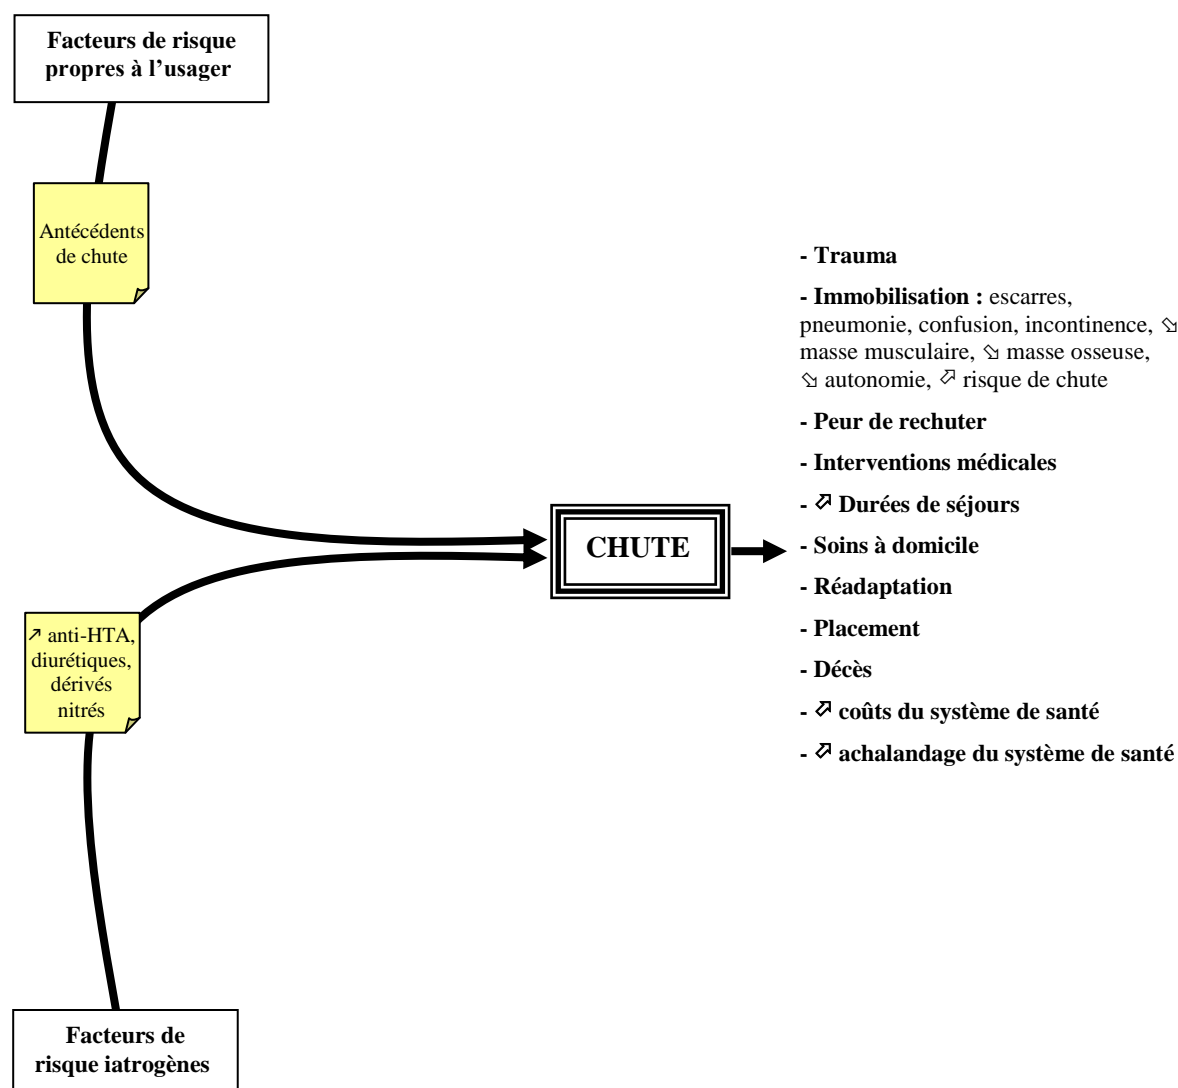 Facteurs de risque
propres à l’usager
Antécédents
de chute
↗ anti-HTA,
diurétiques,
dérivés
nitrés
Facteurs de
risque iatrogènes
CHUTE
- Trauma
- Immobilisation : escarres,
pneumonie, confusion, incontinence, ⬂
masse musculaire, ⬂ masse osseuse,
⬂ autonomie, ⬀ risque de chute
- Peur de rechuter
- Interventions médicales
- ⬀ Durées de séjours
- Soins à domicile
- Réadaptation
- Placement
- Décès
- ⬀ coûts du système de santé
- ⬀ achalandage du système de santé